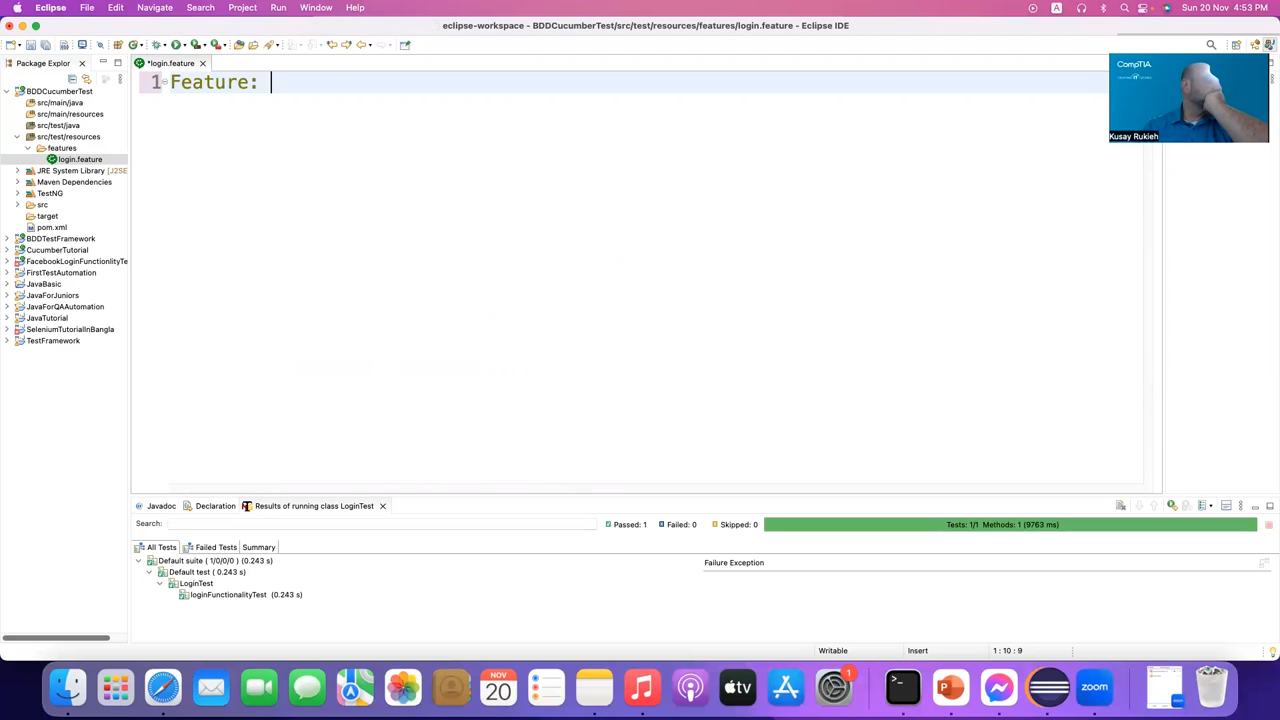 Eclipse File Edit Navigate Search Project Run Window Help
Sun 20 Nov 4:53 PM
eclipse-workspace - BDDCucumberTest/src/test/resources/features/login.feature - Eclipse IDE
Package Explor
*login.feature
1 Feature:
BDDCucumberTest
src/main/java
src/main/resources
src/test/java
src/test/resources
features
login.feature
JRE System Library [J2SE
Maven Dependencies
TestNG
src
target
pom.xml
BDDTestFramework
CucumberTutorial
FacebookLoginFunctionlityTe
FirstTestAutomation
JavaBasic
JavaForJuniors
JavaForQAAutomation
JavaTutorial
SeleniumTutorialInBangla
TestFramework
CompTIA
Kusay Rukieh
Javadoc Declaration Results of running class LoginTest
Search: Passed: 1 Failed: 0 Skipped: 0 Tests: 1/1 Methods: 1 (9763 ms)
All Tests Failed Tests Summary
Default suite ( 1/0/0/0 ) (0.243 s)
Default test ( 0.243 s)
LoginTest
loginFunctionalityTest (0.243 s)
Failure Exception
Writable Insert 1 : 10 : 9
NOV
20
tv
1
zoom